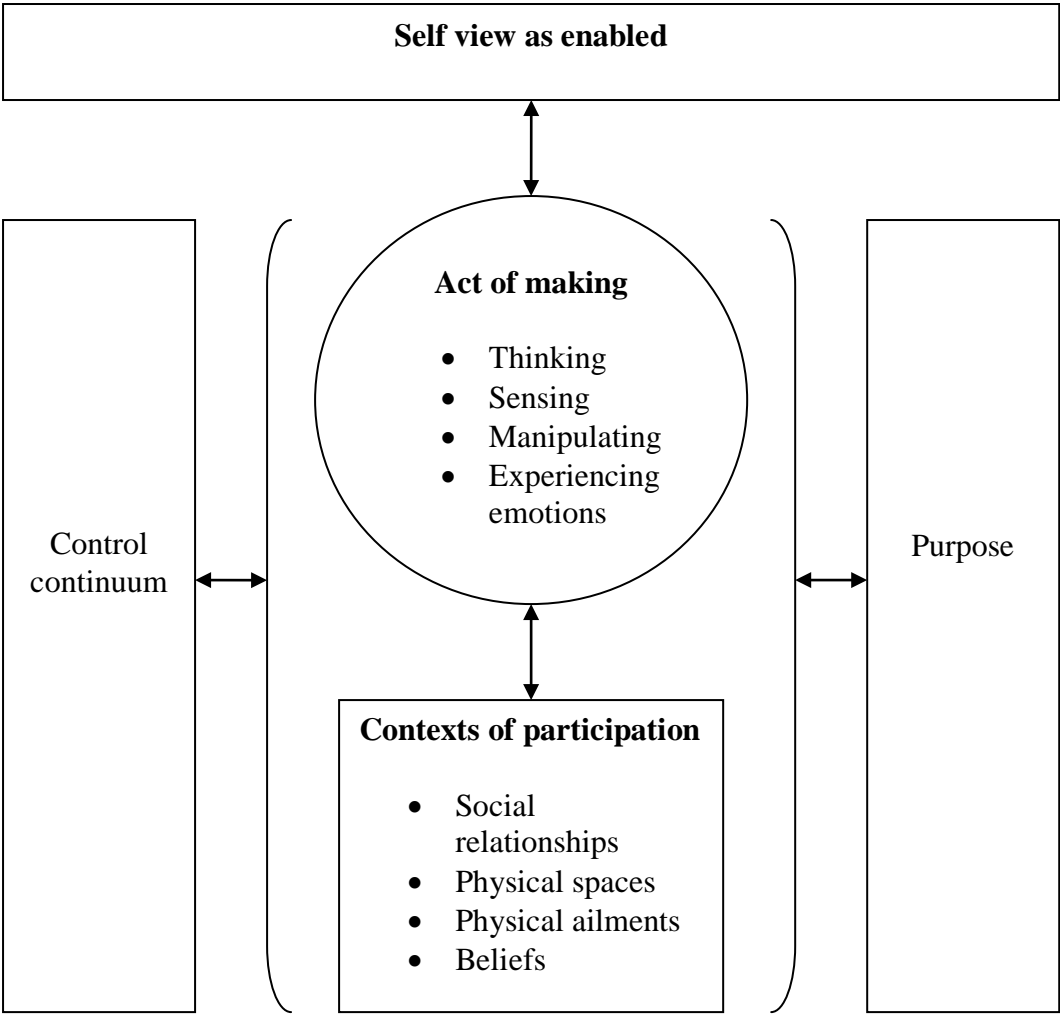 Self view as enabled
Act of making
• Thinking
• Sensing
• Manipulating
• Experiencing
emotions
Control
continuum
Purpose
Contexts of participation
• Social
relationships
• Physical spaces
• Physical ailments
• Beliefs